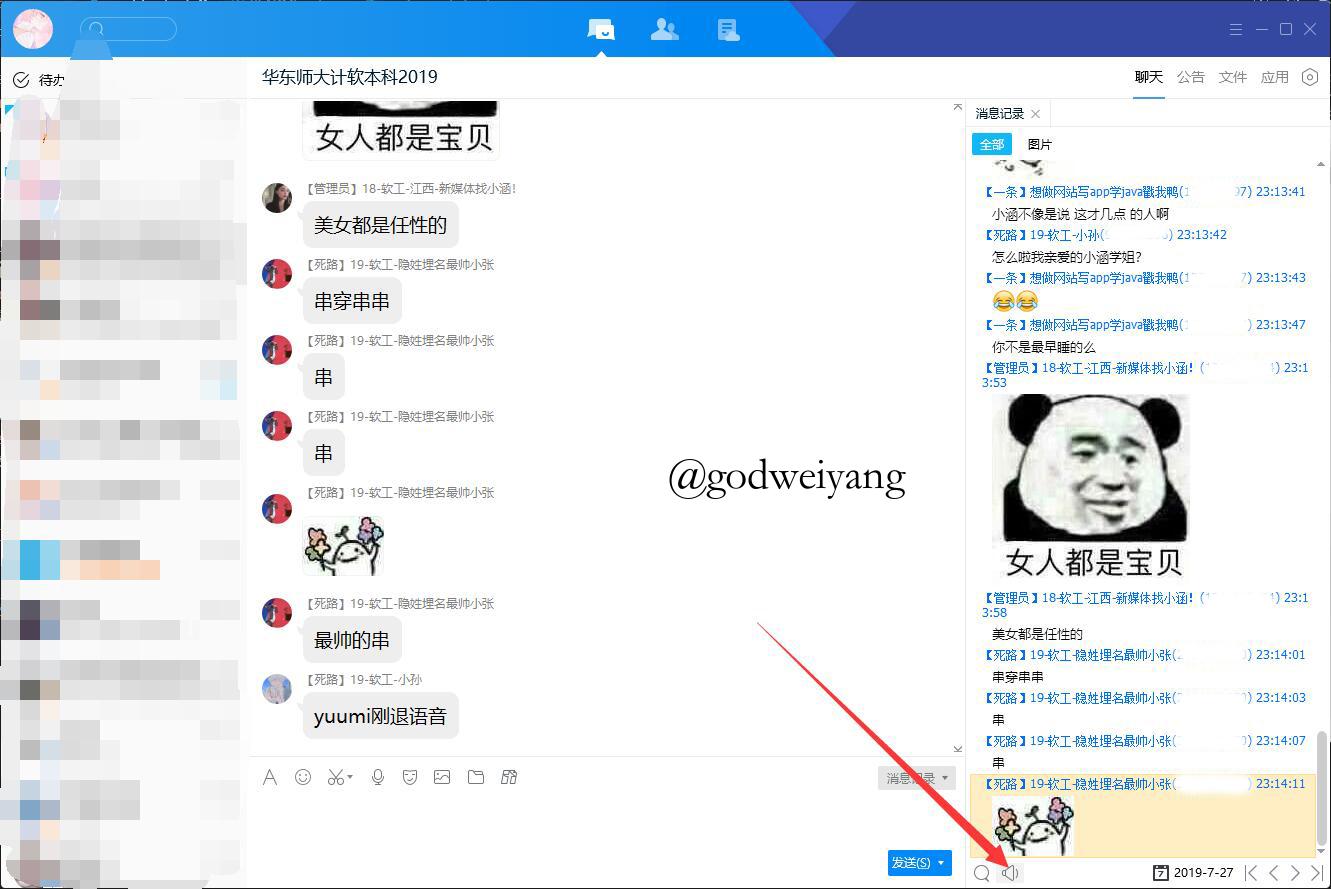 待办
华东师大计软本科2019
聊天 公告 文件 应用
女人都是宝贝
【管理员】18-软工-江西-新媒体找小涵!
美女都是任性的
【死路】19-软工-隐姓埋名最帅小张
串穿串串
【死路】19-软工-隐姓埋名最帅小张
串
【死路】19-软工-隐姓埋名最帅小张
串
【死路】19-软工-隐姓埋名最帅小张
【死路】19-软工-隐姓埋名最帅小张
最帅的串
【死路】19-软工-小孙
yuumi刚退语音
@godweiyang
消息记录
发送(S)
消息记录
全部 图片
【一条】想做网站写app学java戳我鸭(1 07) 23:13:41
小涵不像是说 这才几点 的人啊
【死路】19-软工-小孙( ) 23:13:42
怎么啦我亲爱的小涵学姐?
【一条】想做网站写app学java戳我鸭(1 7) 23:13:43
😂😂
【一条】想做网站写app学java戳我鸭( ) 23:13:47
你不是最早睡的么
【管理员】18-软工-江西-新媒体找小涵!( ) 23:1
3:53
女人都是宝贝
【管理员】18-软工-江西-新媒体找小涵!( ) 23:1
3:58
美女都是任性的
【死路】19-软工-隐姓埋名最帅小张( ) 23:14:01
串穿串串
【死路】19-软工-隐姓埋名最帅小张( ) 23:14:03
串
【死路】19-软工-隐姓埋名最帅小张( ) 23:14:07
串
【死路】19-软工-隐姓埋名最帅小张( ) 23:14:11
7 2019-7-27